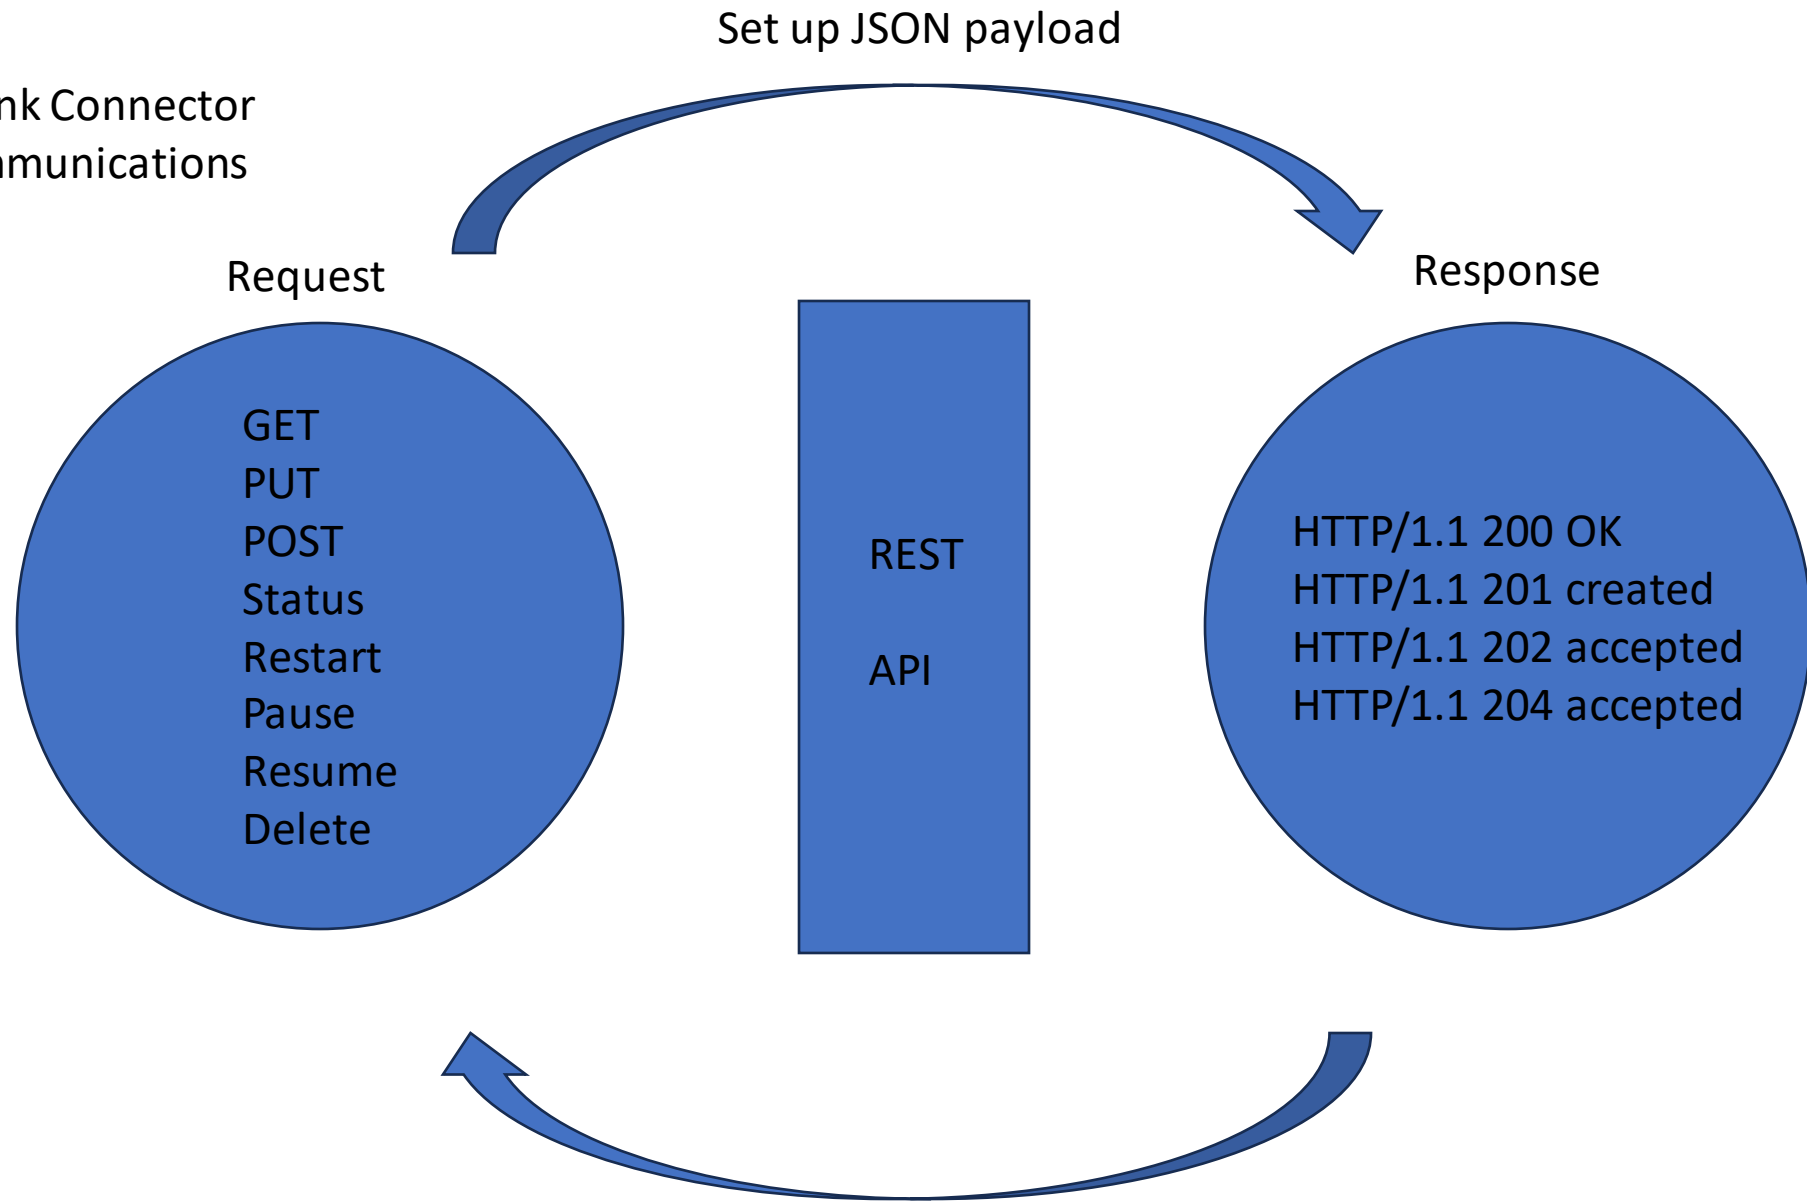 Set up JSON payload
nk Connector
munications
Request
Response
GET
PUT
POST
Status
Restart
Pause
Resume
Delete
REST
API
HTTP/1.1 200 OK
HTTP/1.1 201 created
HTTP/1.1 202 accepted
HTTP/1.1 204 accepted